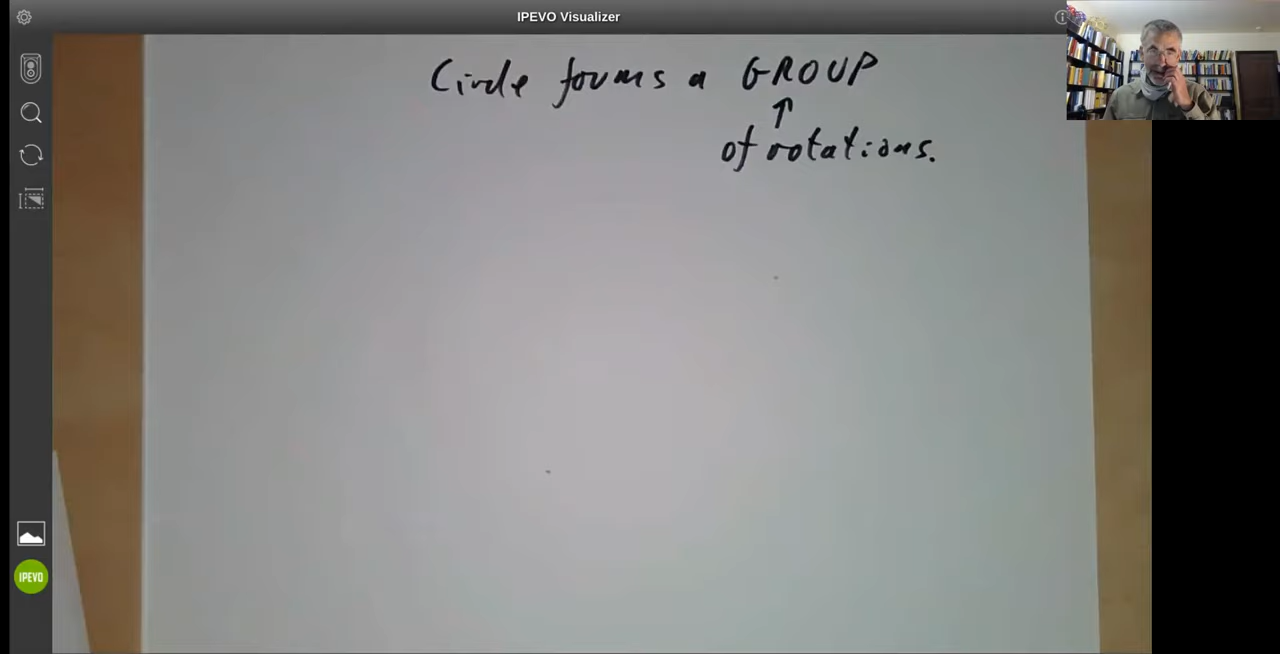 IPEVO Visualizer
Circle forms a GROUP
↑
of rotations.
IPEVO